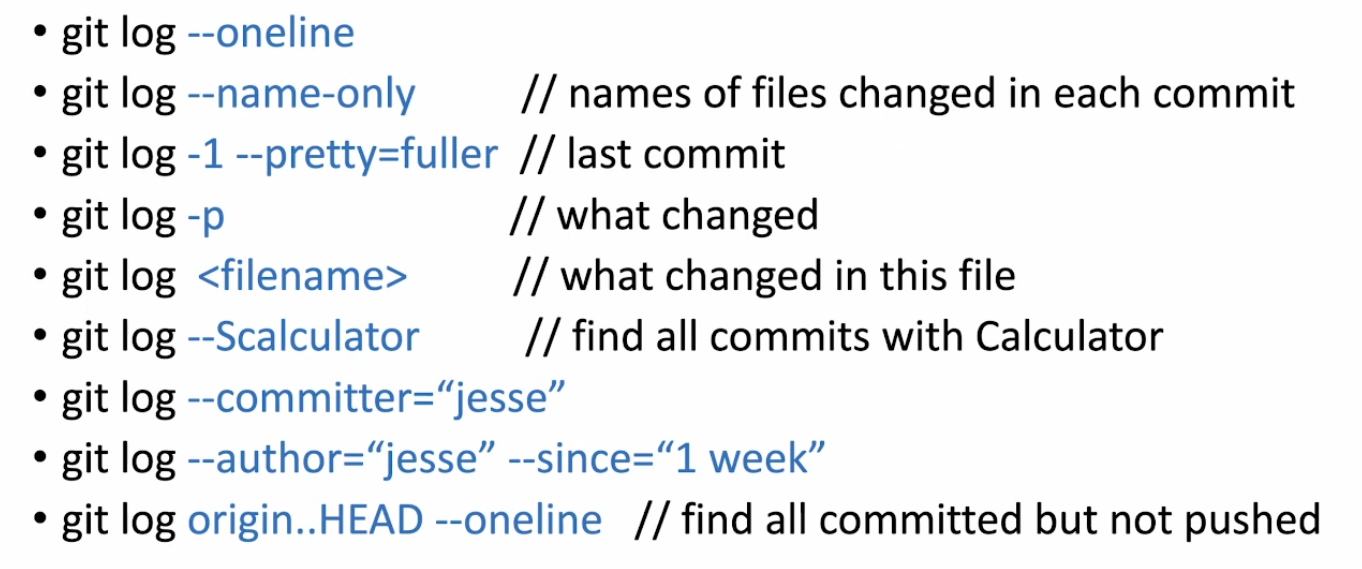 • git log --oneline
• git log --name-only // names of files changed in each commit
• git log -1 --pretty=fuller // last commit
• git log -p // what changed
• git log <filename> // what changed in this file
• git log --Scalculator // find all commits with Calculator
• git log --committer=“jesse”
• git log --author=“jesse” --since=“1 week”
• git log origin..HEAD --oneline // find all committed but not pushed